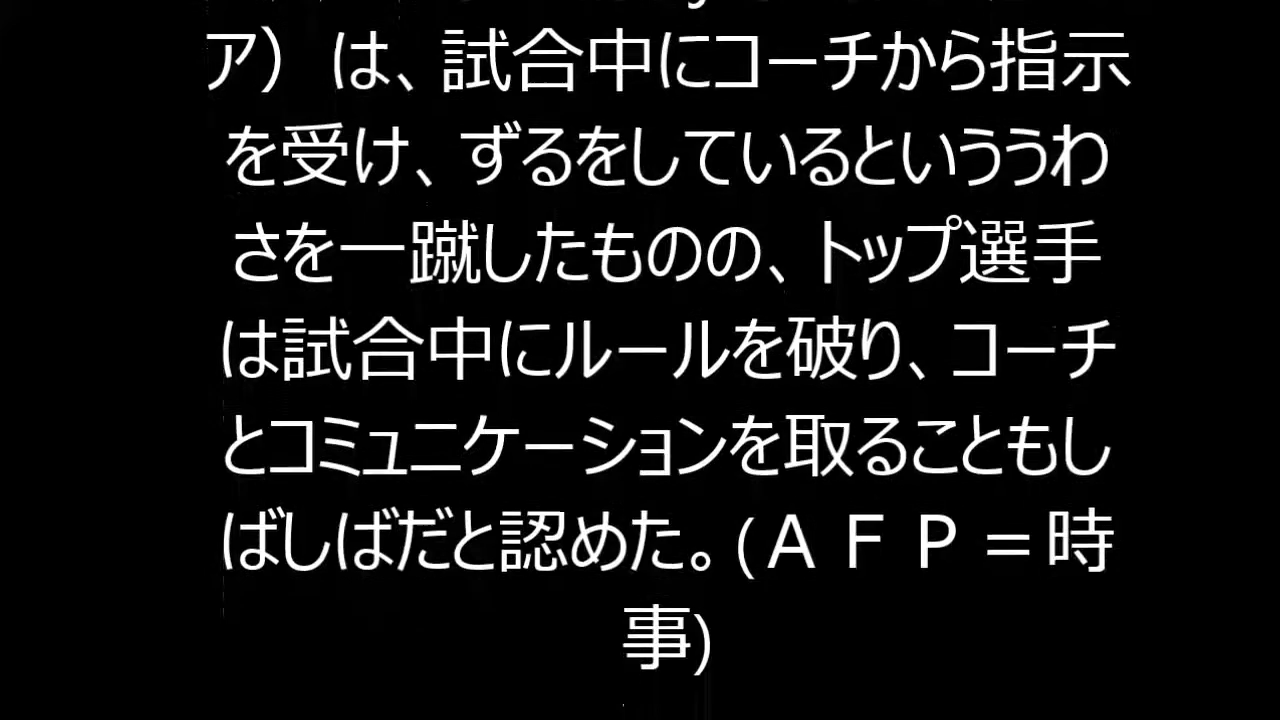 ア）は、試合中にコーチから指示
を受け、ずるをしているといううわ
さを一蹴したものの、トップ選手
は試合中にルールを破り、コーチ
とコミュニケーションを取ることもし
ばしばだと認めた。(ＡＦＰ＝時
事)